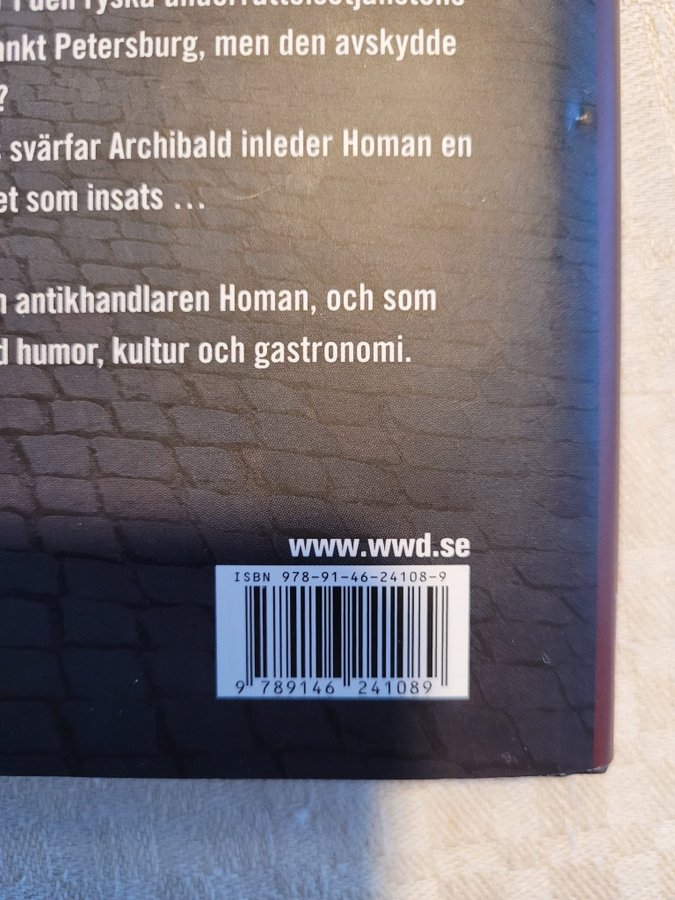 i den ryska underrättelsetjänstens
ankt Petersburg, men den avskydde
?
svärfar Archibald inleder Homan en
et som insats …
antikhandlaren Homan, och som
d humor, kultur och gastronomi.
www.wwd.se
ISBN 978-91-46-24108-9
9 789146 241089